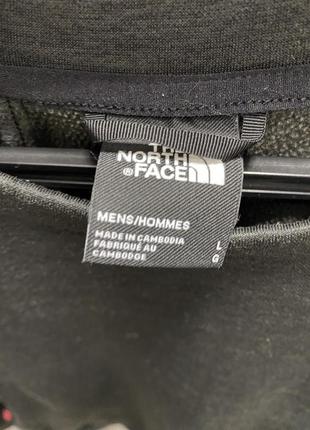 THE
NORTH
®FACE
MENS/HOMMES
MADE IN CAMBODIA
FABRIQUÉ AU
CAMBODGE
L
G